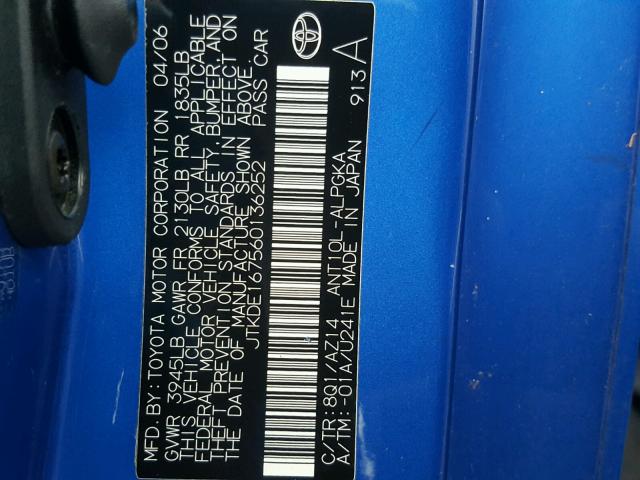 MFD. BY: TOYOTA MOTOR CORPORATION 04/06
GVWR 3945LB GAWR FR 2130LB RR 1835LB
THIS VEHICLE CONFORMS TO ALL APPLICABLE
FEDERAL MOTOR VEHICLE SAFETY, BUMPER, AND
THEFT PREVENTION STANDARDS IN EFFECT ON
THE DATE OF MANUFACTURE SHOWN ABOVE.
JTKDE167560136252 PASS CAR
C/TR: 8Q1/AZ14 ANT10L-ALPGKA 913 A
A/TM: -01A/U241E MADE IN JAPAN